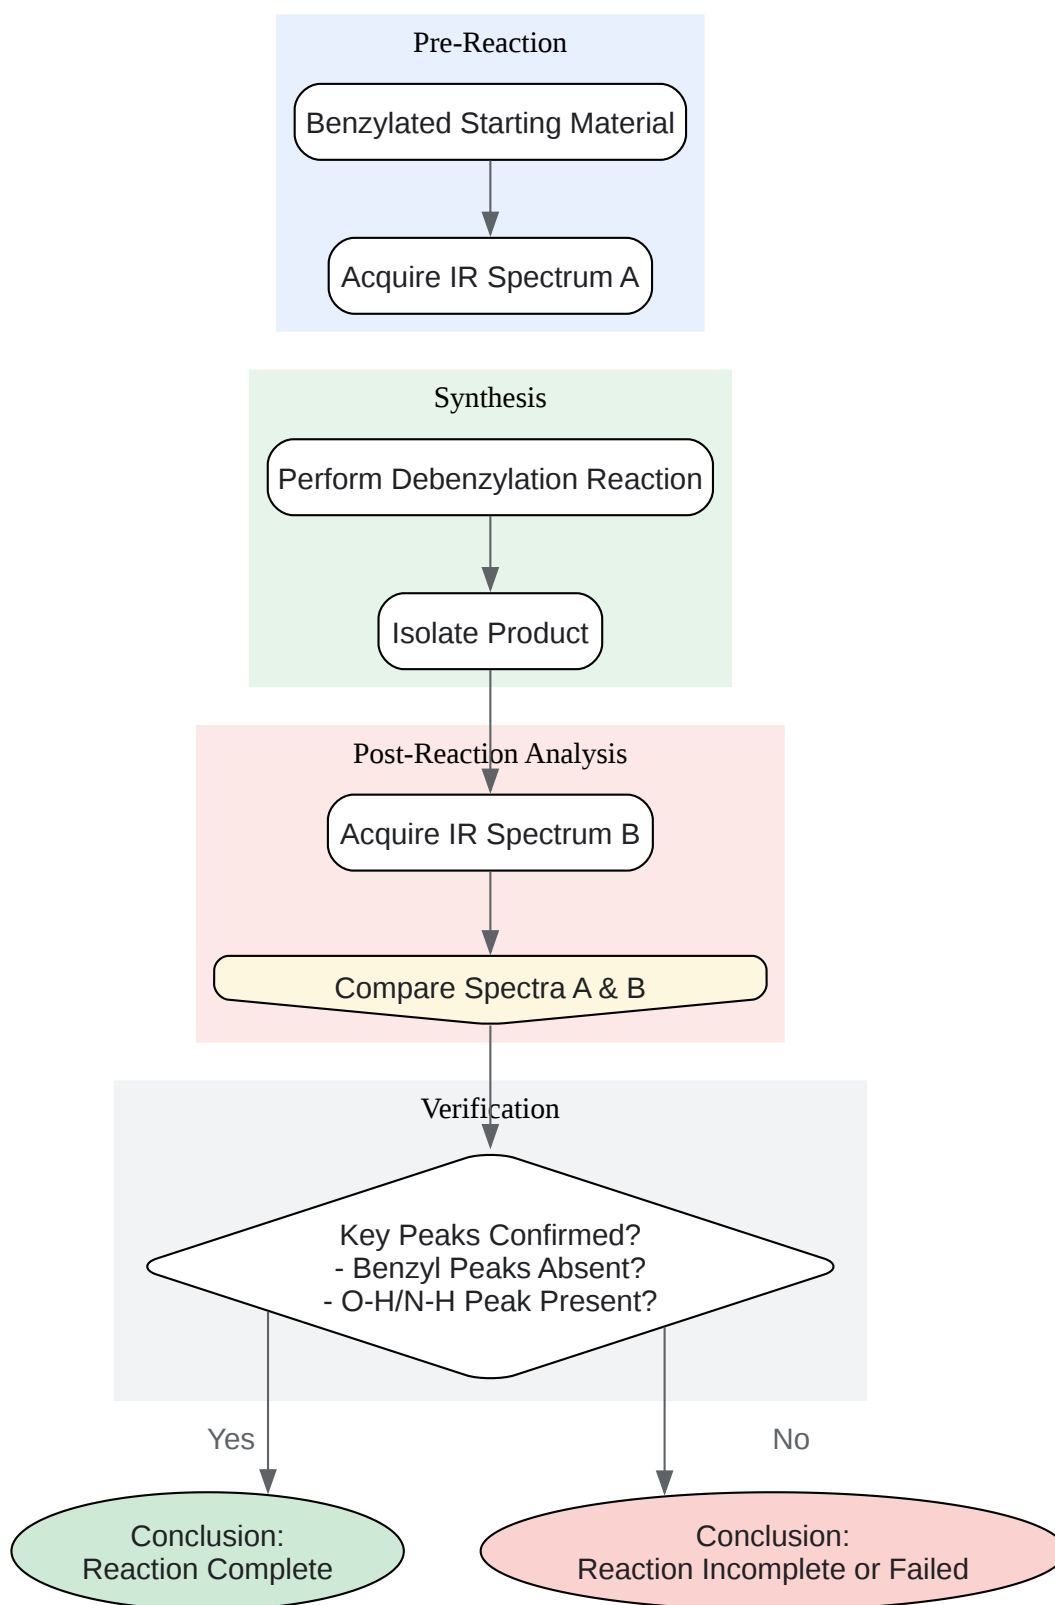 Pre-Reaction
Benzylated Starting Material
Acquire IR Spectrum A
Synthesis
Perform Debenzylation Reaction
Isolate Product
Post-Reaction Analysis
Acquire IR Spectrum B
Compare Spectra A & B
Verification
Key Peaks Confirmed?
- Benzyl Peaks Absent?
- O-H/N-H Peak Present?
Yes
No
Conclusion:
Reaction Complete
Conclusion:
Reaction Incomplete or Failed